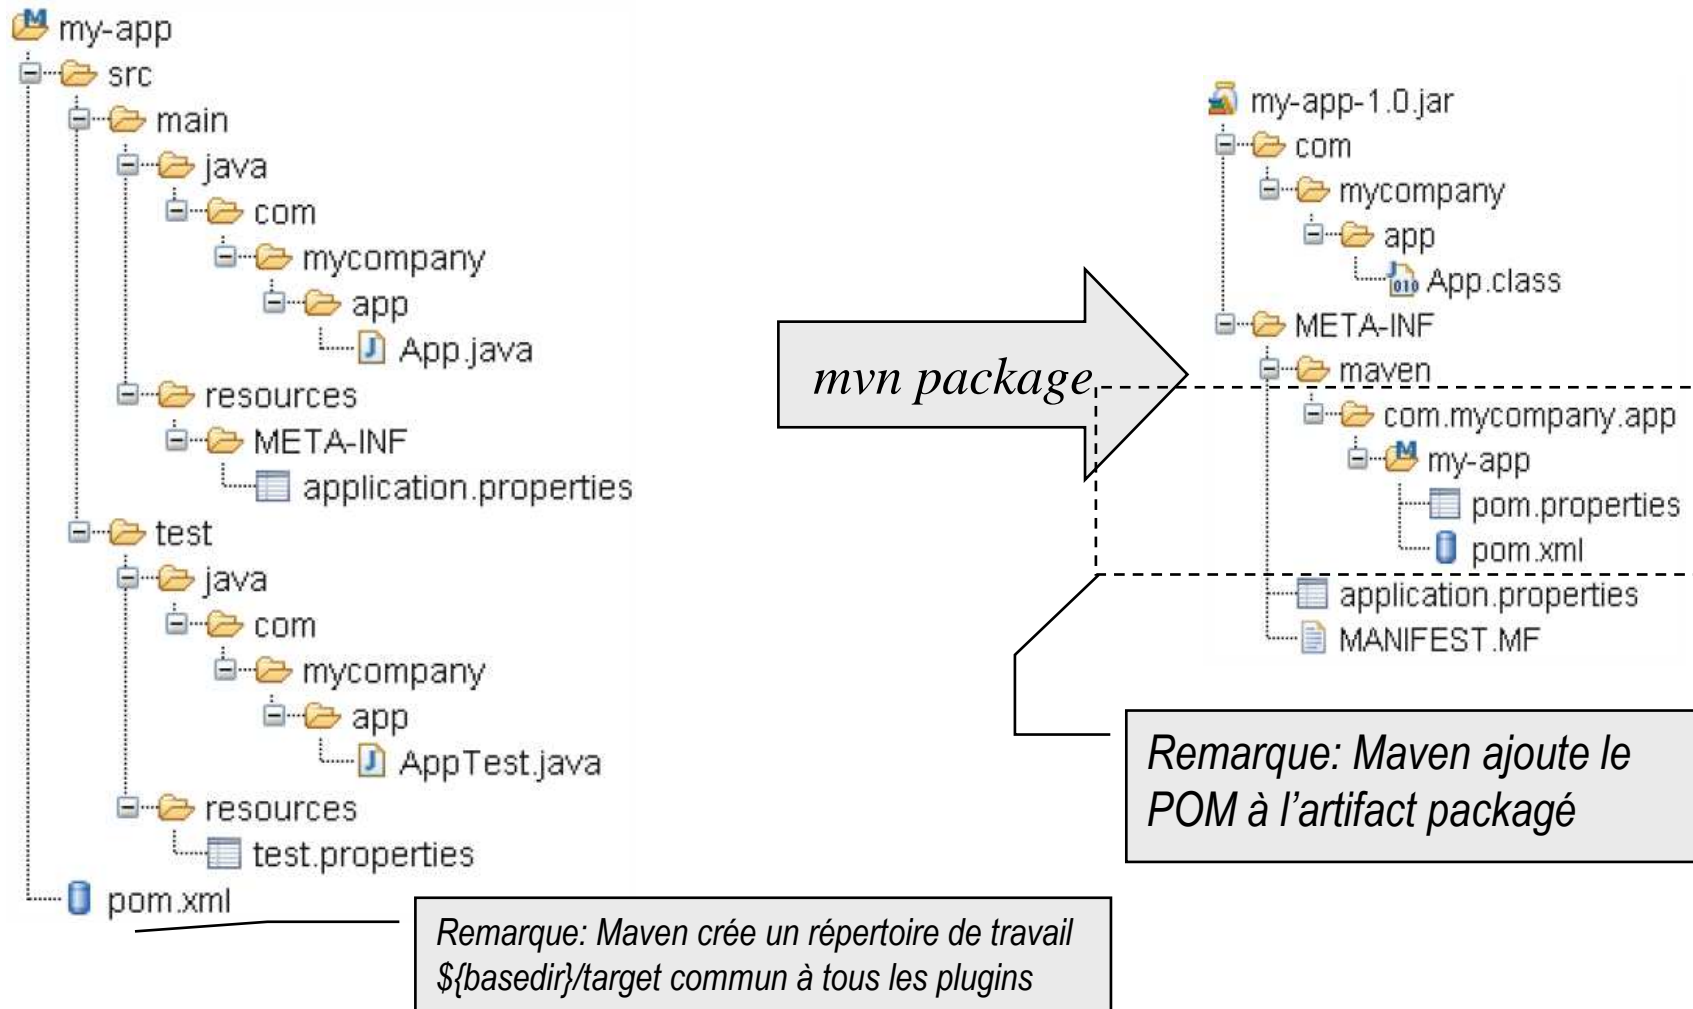 my-app
src
main
java
com
mycompany
app
App.java
resources
META-INF
application.properties
test
java
com
mycompany
app
AppTest.java
resources
test.properties
pom.xml
Remarque: Maven crée un répertoire de travail
${basedir}/target commun à tous les plugins
mvn package
my-app-1.0.jar
com
mycompany
app
App.class
META-INF
maven
com.mycompany.app
my-app
pom.properties
pom.xml
application.properties
MANIFEST.MF
Remarque: Maven ajoute le
POM à l'artifact packagé